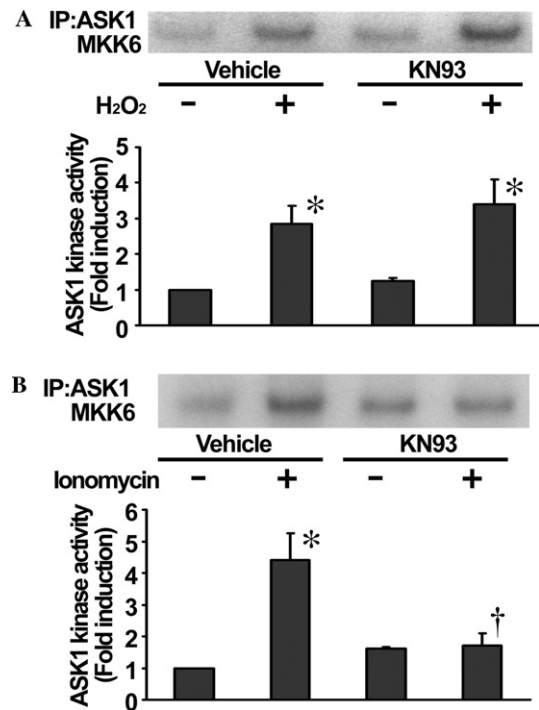 A IP:ASK1
MKK6
Vehicle KN93
H₂O₂ − + − +
ASK1 kinase activity
(Fold induction)
5
4
3
2
1
0
* *
B IP:ASK1
MKK6
Vehicle KN93
Ionomycin − + − +
ASK1 kinase activity
(Fold induction)
6
5
4
3
2
1
0
* †